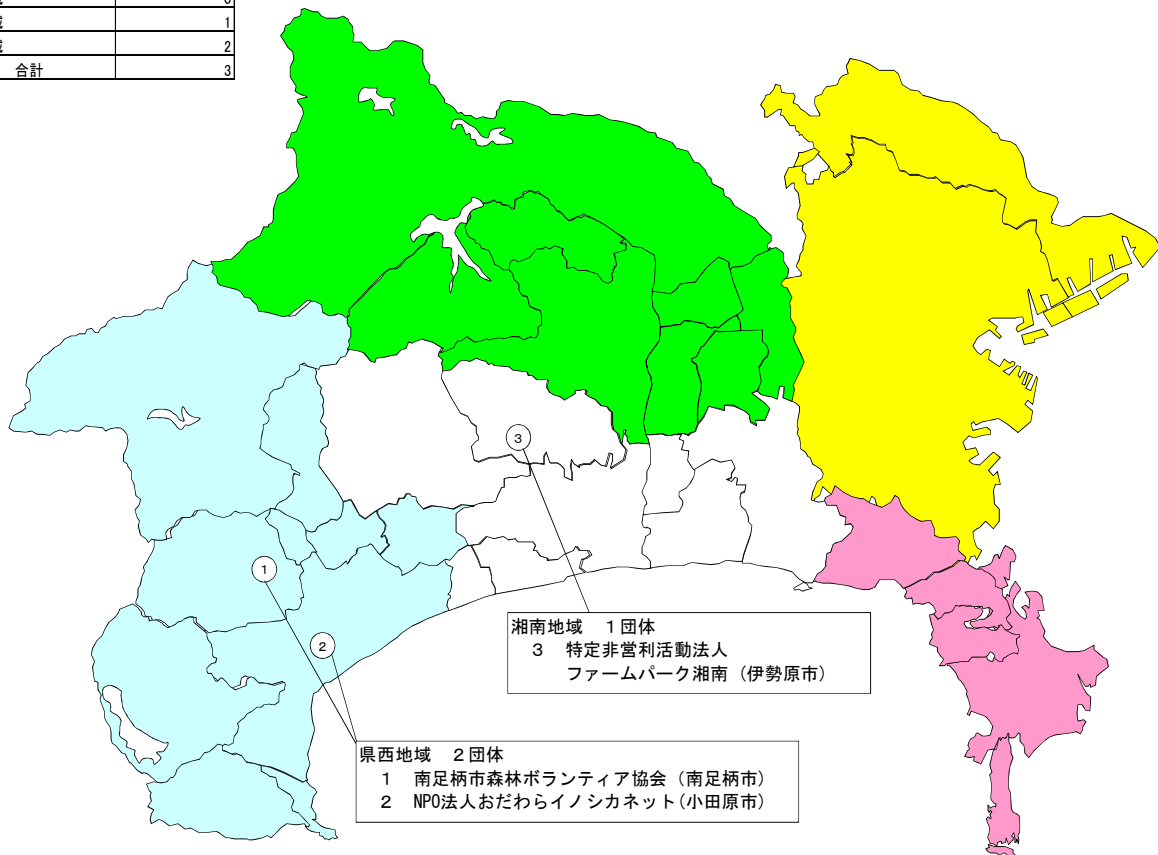 域 0
域 1
域 2
合計 3
3
1
2
湘南地域 1団体
3 特定非営利活動法人
ファームパーク湘南（伊勢原市）
県西地域 2団体
1 南足柄市森林ボランティア協会（南足柄市）
2 NPO法人おだわらイノシカネット(小田原市)